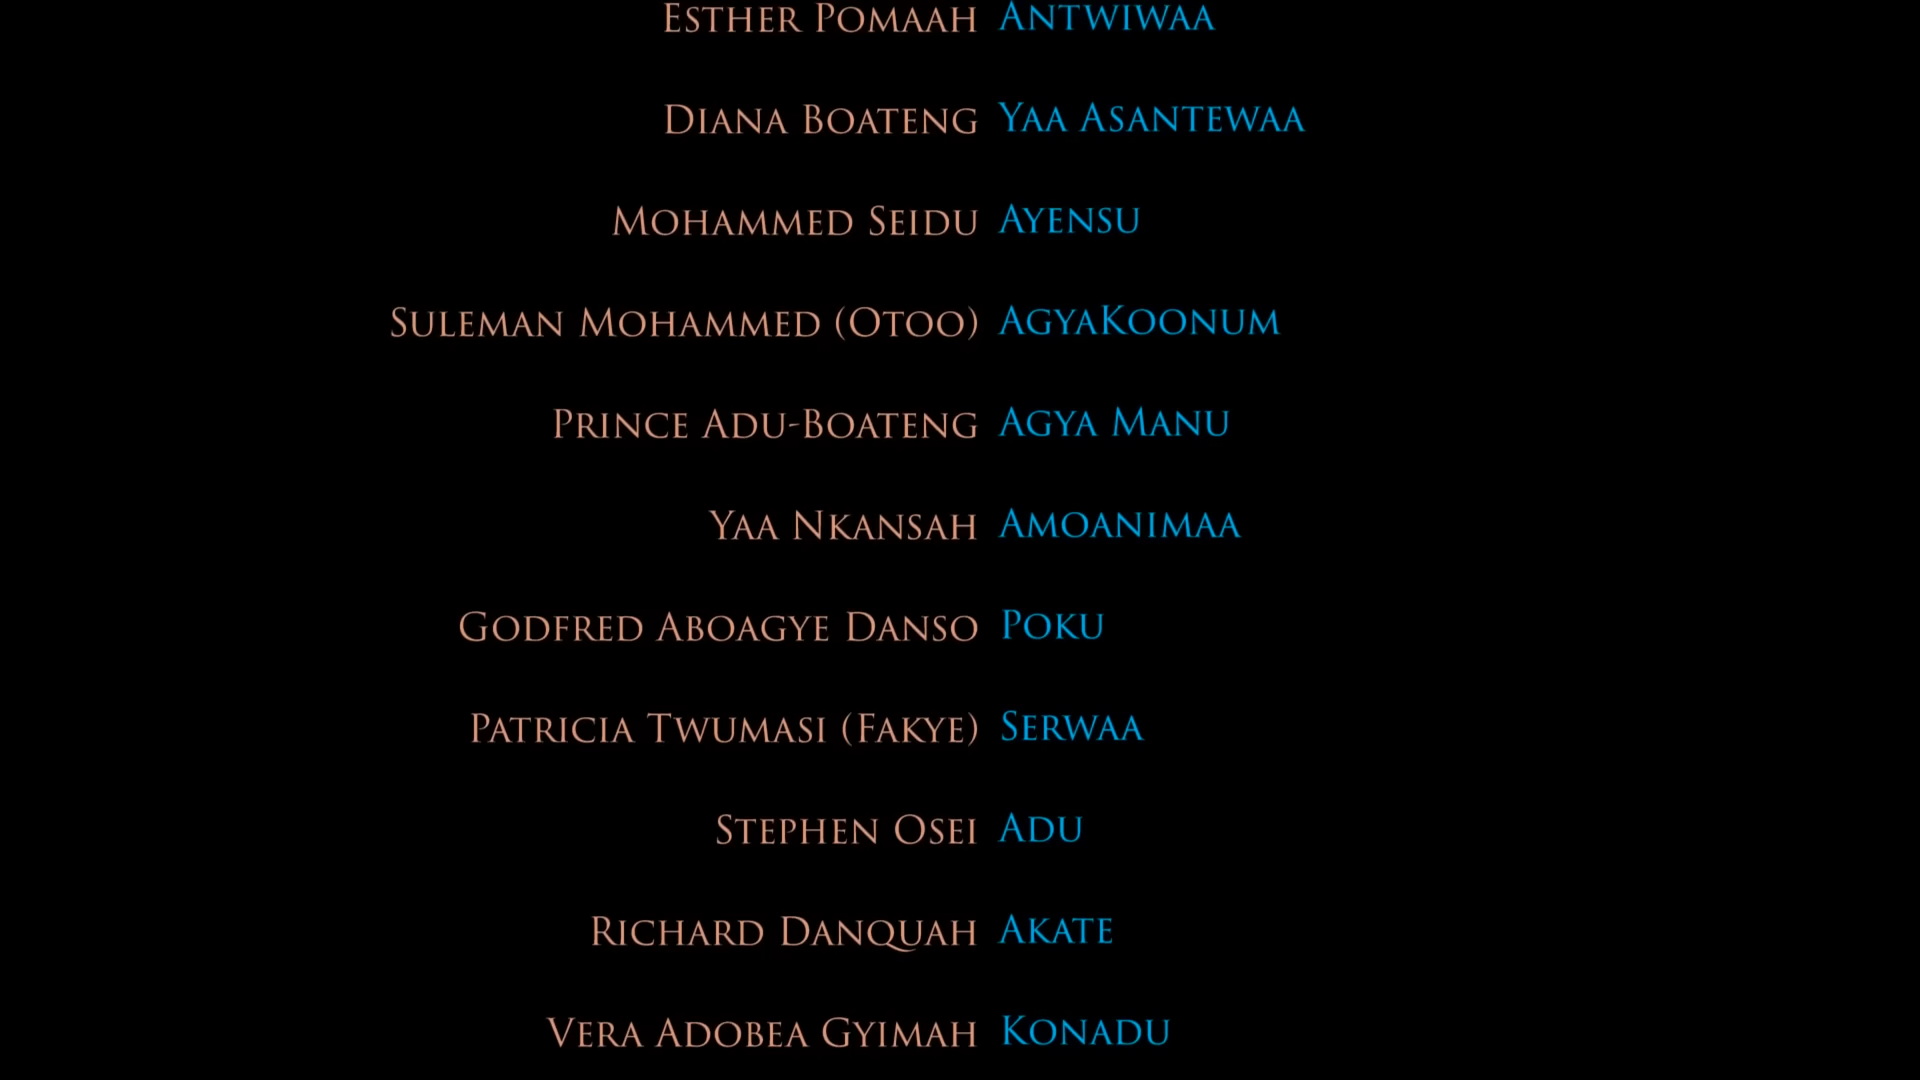 Esther Pomaah Antwiwaa
Diana Boateng Yaa Asantewaa
Mohammed Seidu Ayensu
Suleman Mohammed (Otoo) AgyaKoonum
Prince Adu-Boateng Agya Manu
Yaa Nkansah Amoanimaa
Godfred Aboagye Danso Poku
Patricia Twumasi (Fakye) Serwaa
Stephen Osei Adu
Richard Danquah Akate
Vera Adobea Gyimah Konadu